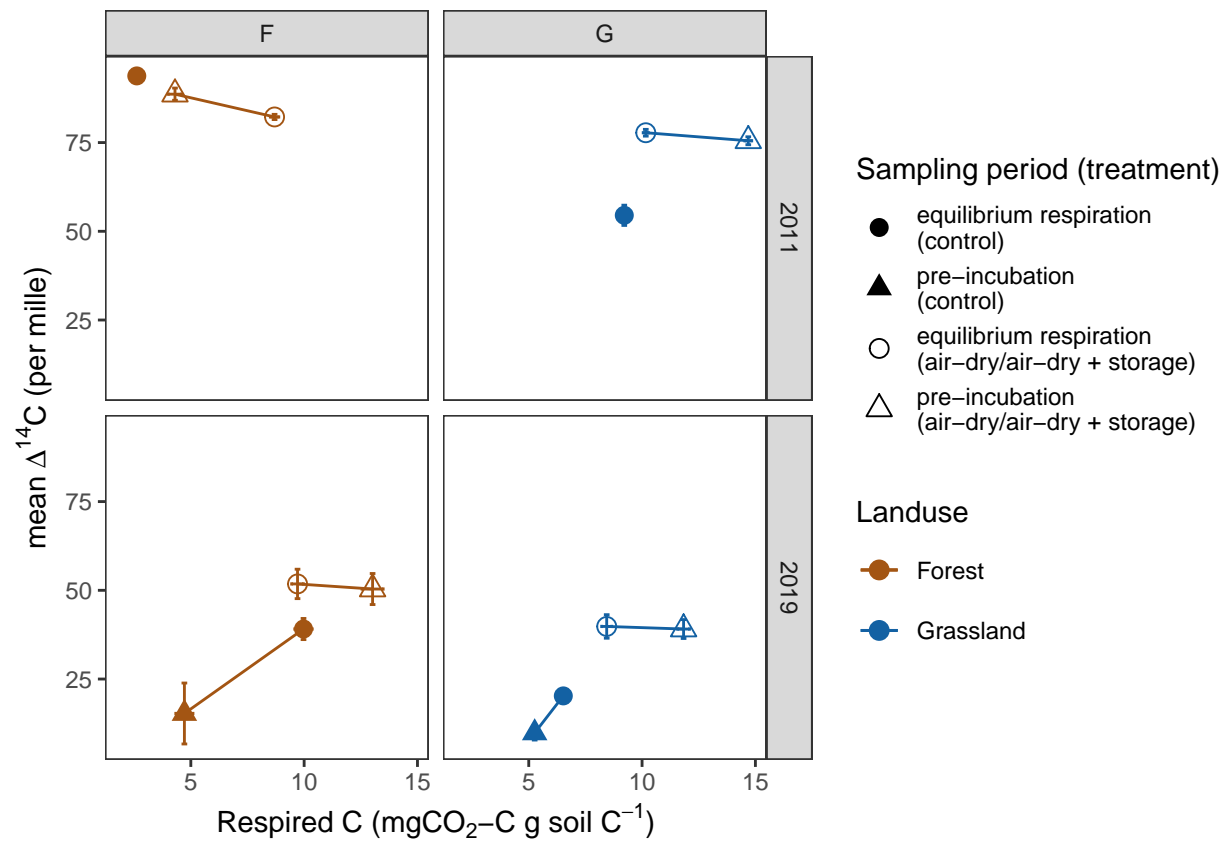 F
G
75
50
25
2011
75
50
25
2019
5
10
15
5
10
15
mean Δ¹⁴C (per mille)
Respired C (mgCO₂−C g soil C⁻¹)
Sampling period (treatment)
equilibrium respiration
(control)
pre−incubation
(control)
equilibrium respiration
(air−dry/air−dry + storage)
pre−incubation
(air−dry/air−dry + storage)
Landuse
Forest
Grassland